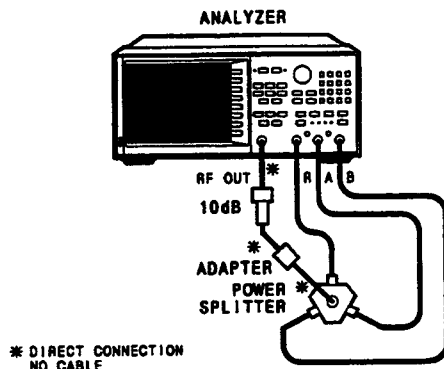 ANALYZER
RF OUT * R A B
10dB
*
ADAPTER
POWER *
SPLITTER
* DIRECT CONNECTION
NO CABLE